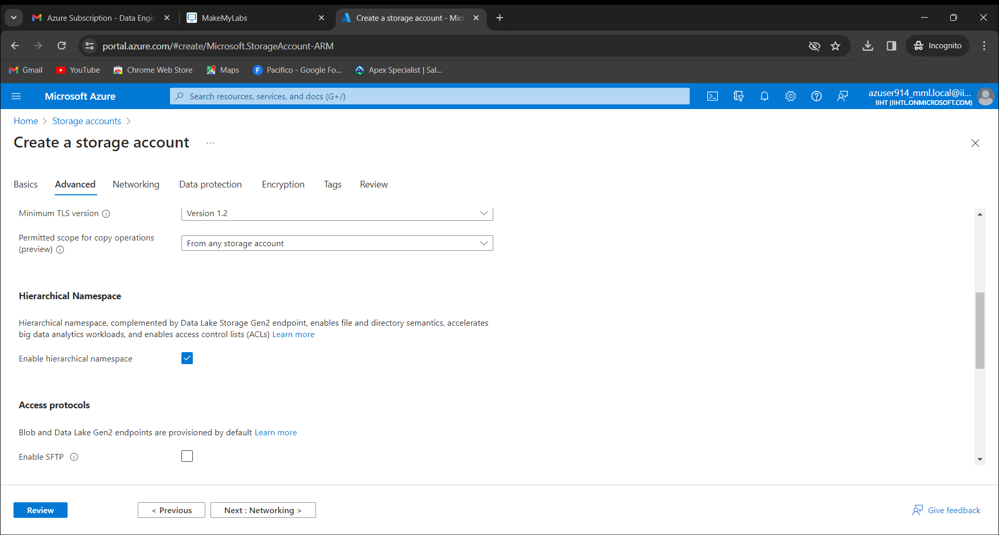 Azure Subscription - Data Engin
MakeMyLabs
Create a storage account - Micr
portal.azure.com/#create/Microsoft.StorageAccount-ARM
Incognito
Gmail
YouTube
Chrome Web Store
Maps
Pacifico - Google Fo...
Apex Specialist | Sal...
Microsoft Azure
Search resources, services, and docs (G+/)
azuser914_mml.local@ii...
IIHT (IIHTL.ONMICROSOFT.COM)
Home > Storage accounts >
Create a storage account ...
Basics
Advanced
Networking
Data protection
Encryption
Tags
Review
Minimum TLS version
Version 1.2
Permitted scope for copy operations
(preview)
From any storage account
Hierarchical Namespace
Hierarchical namespace, complemented by Data Lake Storage Gen2 endpoint, enables file and directory semantics, accelerates
big data analytics workloads, and enables access control lists (ACLs) Learn more
Enable hierarchical namespace
Access protocols
Blob and Data Lake Gen2 endpoints are provisioned by default Learn more
Enable SFTP
Review
< Previous
Next : Networking >
Give feedback